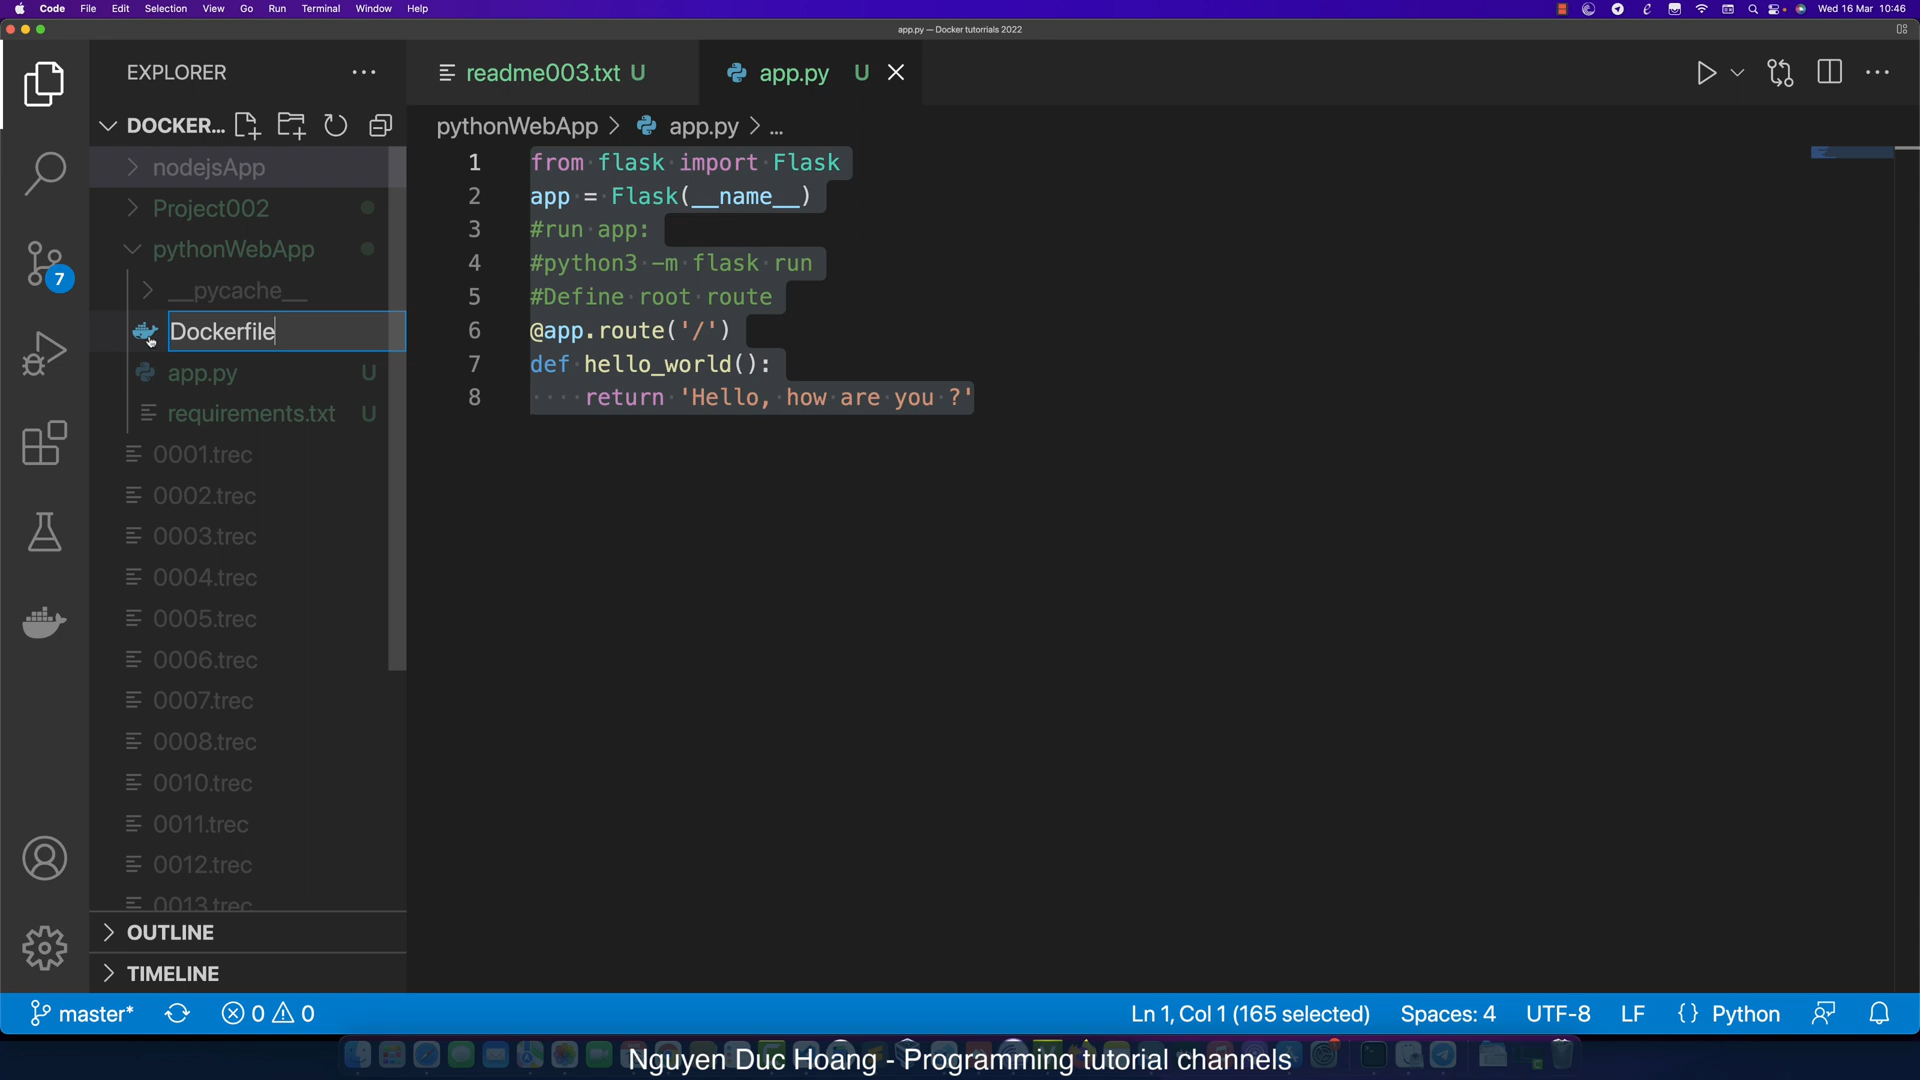 Code File Edit Selection View Go Run Terminal Window Help
Wed 16 Mar 10:46
app.py — Docker tutorrials 2022
EXPLORER
readme003.txt U
app.py U
DOCKER...
pythonWebApp > app.py > ...
nodejsApp
Project002
pythonWebApp
__pycache__
Dockerfile
app.py U
requirements.txt U
0001.trec
0002.trec
0003.trec
0004.trec
0005.trec
0006.trec
0007.trec
0008.trec
0010.trec
0011.trec
0012.trec
0013.trec
OUTLINE
TIMELINE
7
1 from flask import Flask
2 app = Flask(__name__)
3 #run app:
4 #python3 -m flask run
5 #Define root route
6 @app.route('/')
7 def hello_world():
8 ····return 'Hello, how are you ?'
master* 0 0
Ln 1, Col 1 (165 selected) Spaces: 4 UTF-8 LF {} Python
Nguyen Duc Hoang - Programming tutorial channels